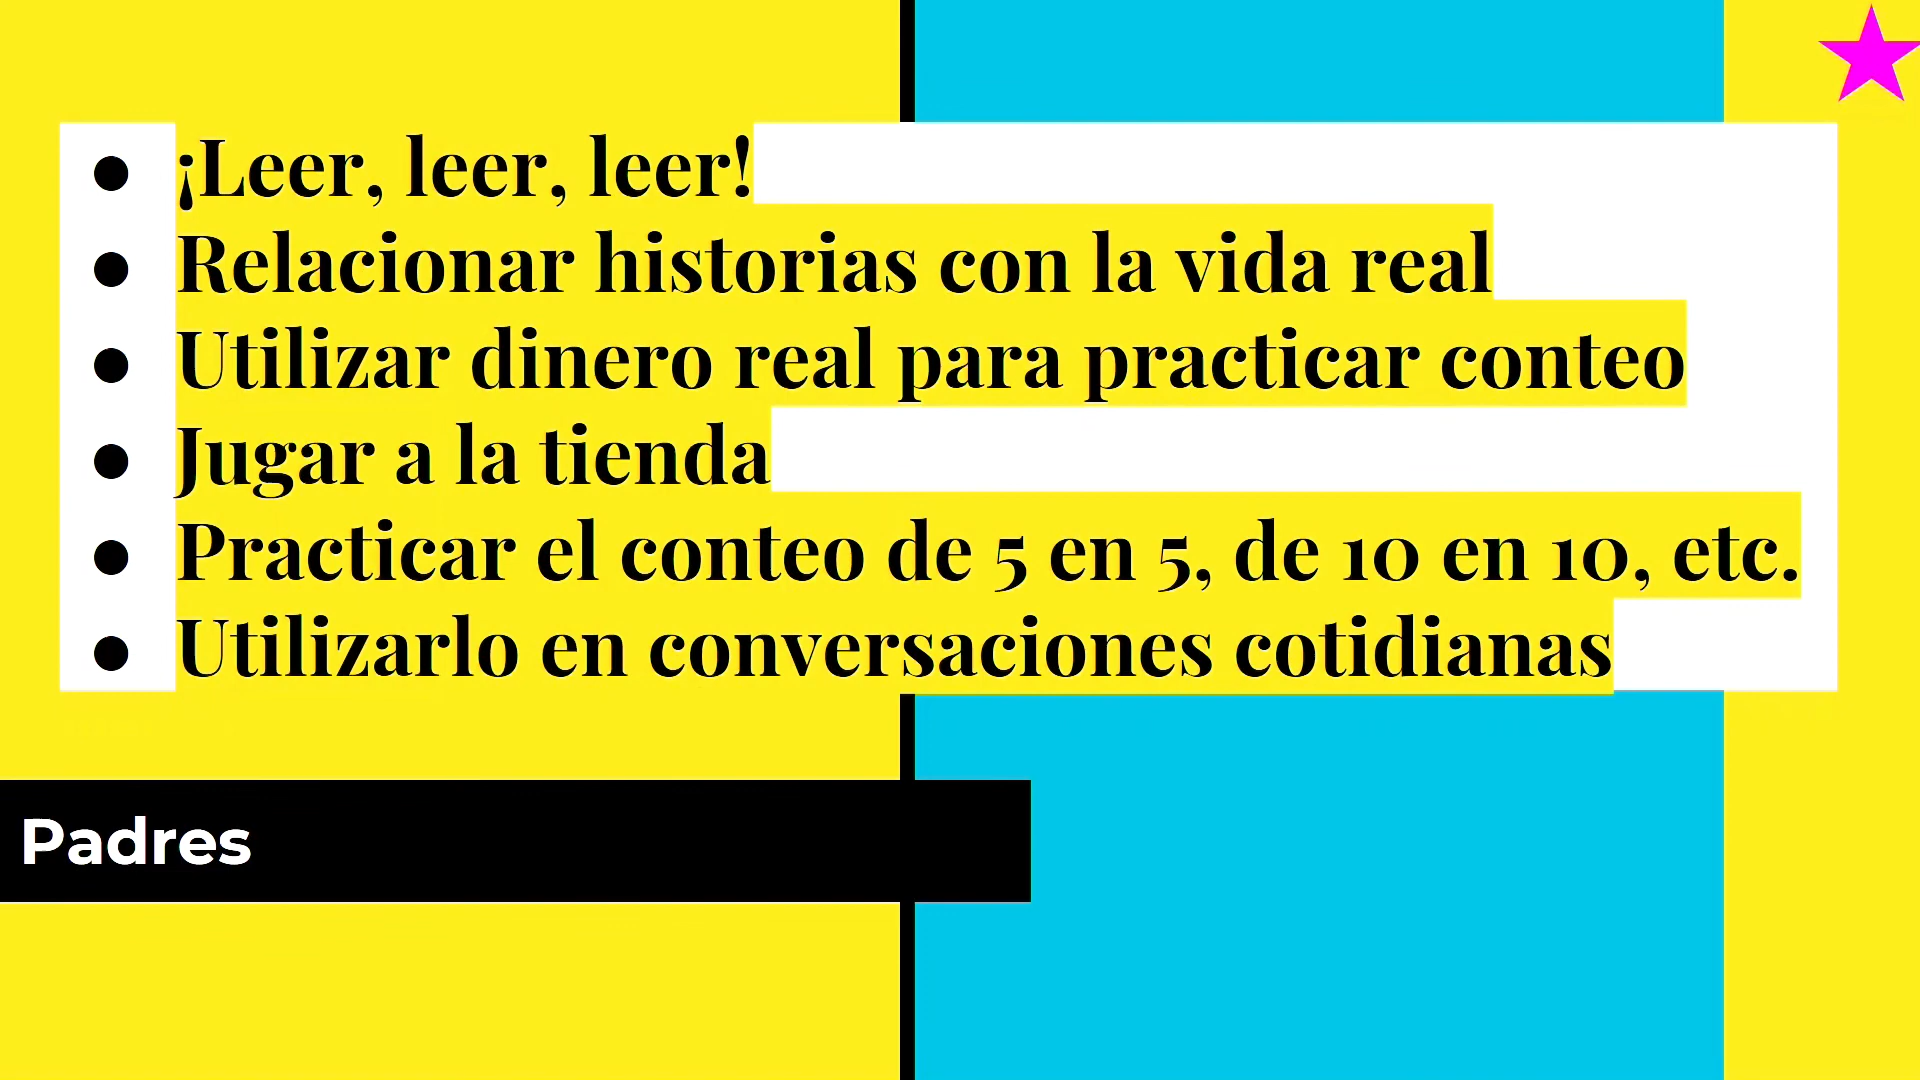 ● ¡Leer, leer, leer!
● Relacionar historias con la vida real
● Utilizar dinero real para practicar conteo
● Jugar a la tienda
● Practicar el conteo de 5 en 5, de 10 en 10, etc.
● Utilizarlo en conversaciones cotidianas
Padres